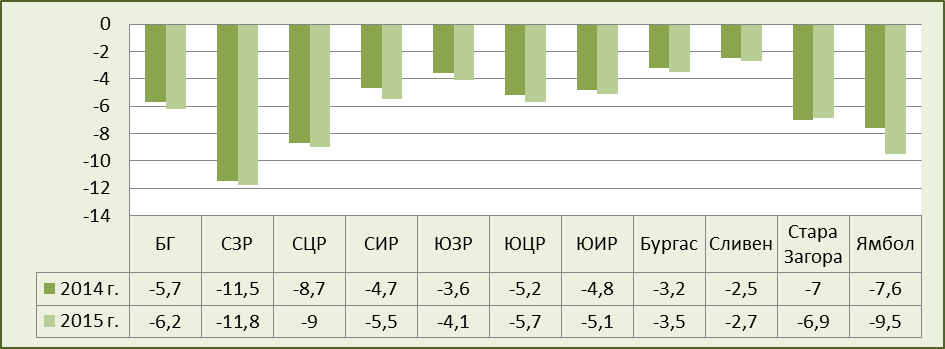 0
-2
-4
-6
-8
-10
-12
-14
БГ СЗР СЦР СИР ЮЗР ЮЦР ЮИР Бургас Сливен Стара Загора Ямбол
2014 г. -5,7 -11,5 -8,7 -4,7 -3,6 -5,2 -4,8 -3,2 -2,5 -7 -7,6
2015 г. -6,2 -11,8 -9 -5,5 -4,1 -5,7 -5,1 -3,5 -2,7 -6,9 -9,5